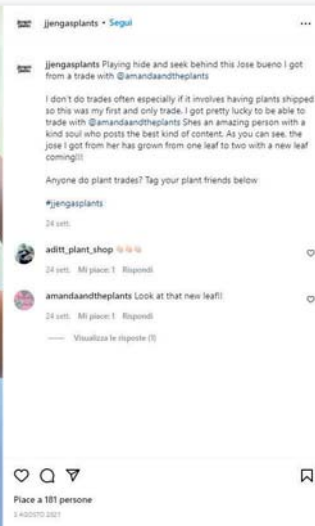 jjengasplants • Segui
jjengasplants Playing hide and seek behind this Jose bueno I got
from a trade with @amandaandtheplants
I don't do trades often especially if it involves having plants shipped
so this was my first and only trade. I got pretty lucky to be able to
trade with @amandaandtheplants Shes an amazing person with a
kind soul who posts the best kind of content. As you can see, the
jose I got from her has grown from one leaf to two with a new leaf
coming!!!
Anyone do plant trades? Tag your plant friends below
#jjengasplants
24 sett.
aditt_plant_shop 👏🏻👏🏻👏🏻
24 sett. Mi piace: 1 Rispondi
amandaandtheplants Look at that new leaf!!
24 sett. Mi piace: 1 Rispondi
Visualizza le risposte (1)
Piace a 181 persone
2 AGOSTO 2021